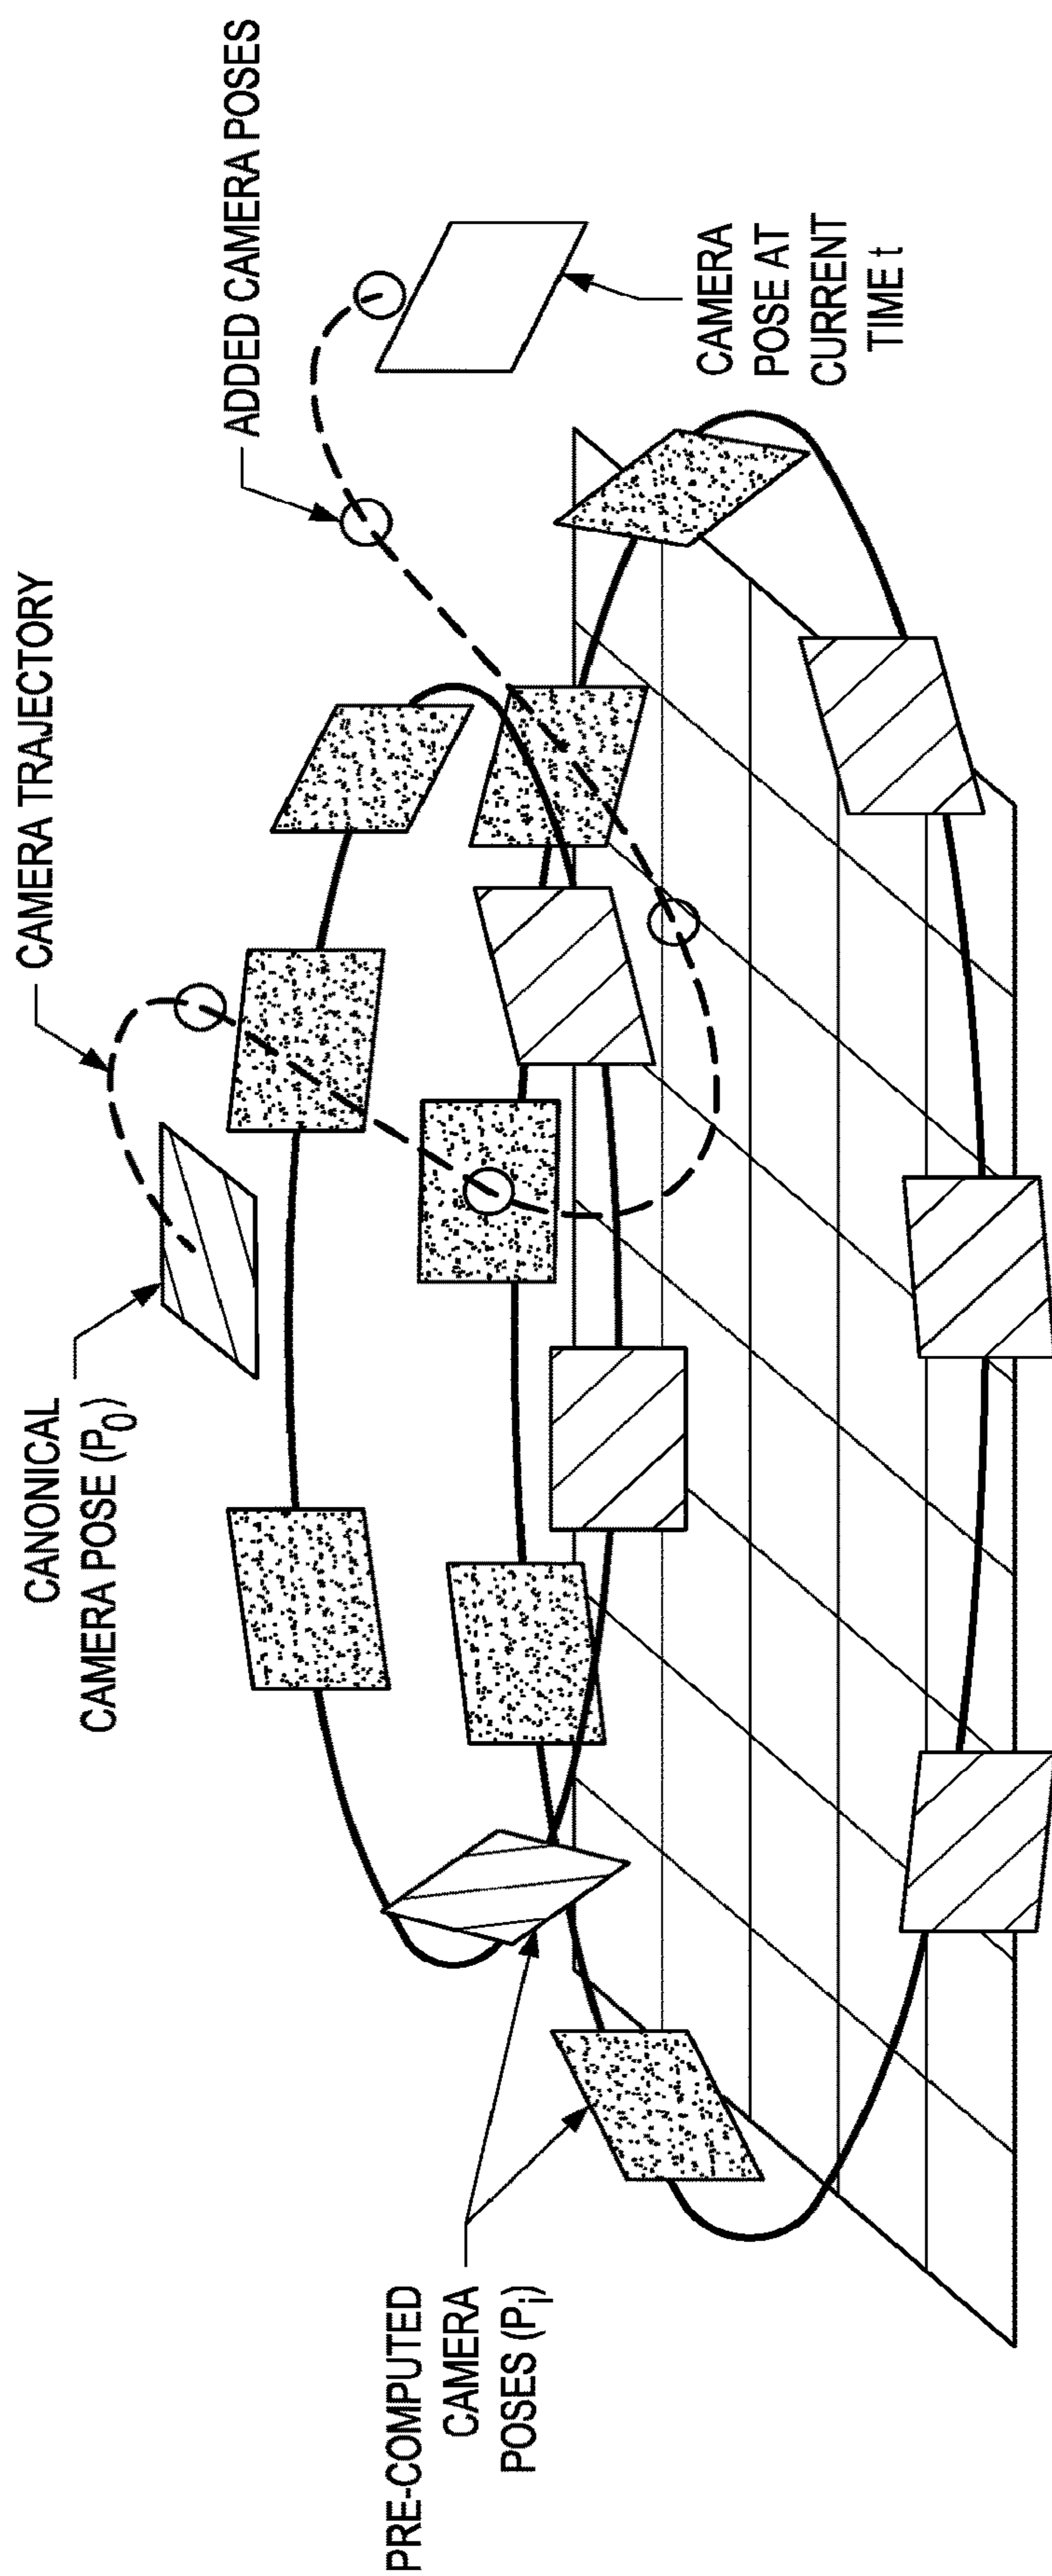 PRE-COMPUTED
CAMERA
POSES (Pi)
CANONICAL
CAMERA POSE (P0)
CAMERA TRAJECTORY
ADDED CAMERA POSES
CAMERA
POSE AT
CURRENT
TIME t